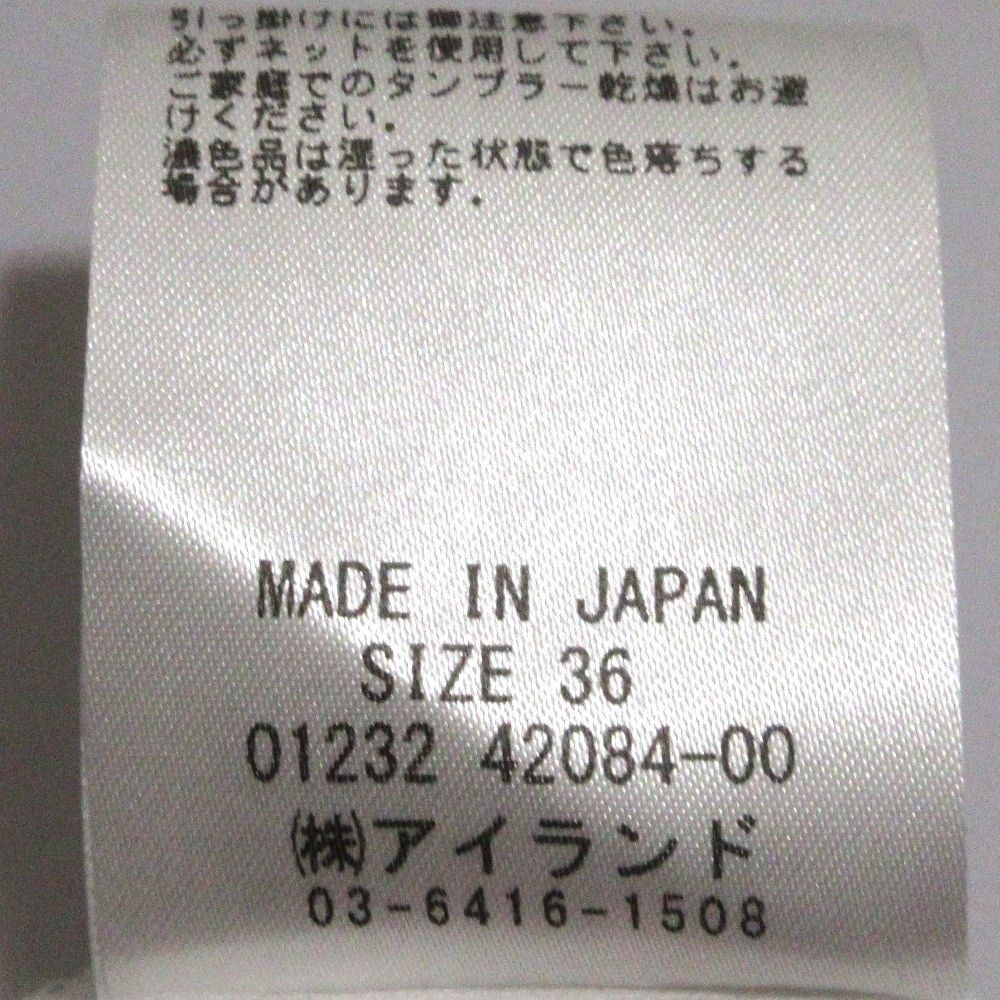 引っ掛けには御注意下さい.
必ずネットを使用して下さい.
ご家庭でのタンブラー乾燥はお避
けください.
濃色品は湿った状態で色落ちする
場合があります.
MADE IN JAPAN
SIZE 36
01232 42084-00
㈱アイランド
03-6416-1508